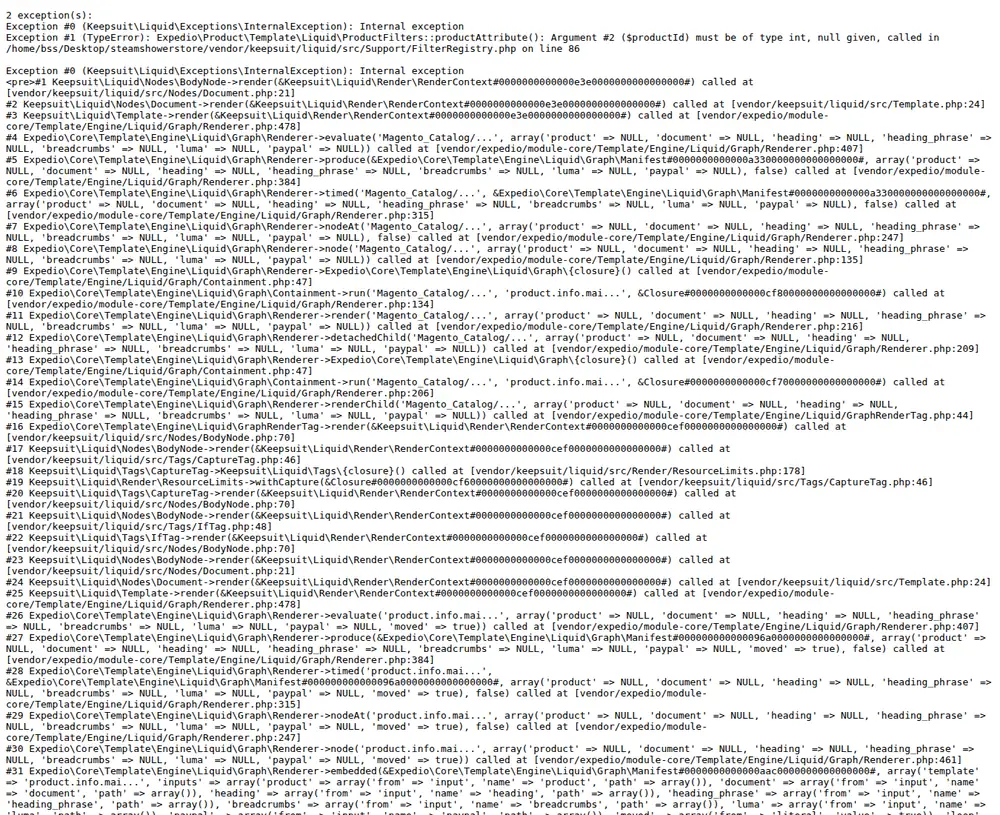 2 exception(s):
Exception #0 (Keepsuit\Liquid\Exceptions\InternalException): Internal exception
Exception #1 (TypeError): Expedio\Product\Template\Liquid\ProductFilters::productAttribute(): Argument #2 ($productId) must be of type int, null given, called in
/home/bss/Desktop/steamshowerstore/vendor/keepsuit/liquid/src/Support/FilterRegistry.php on line 86

Exception #0 (Keepsuit\Liquid\Exceptions\InternalException): Internal exception
<pre>#1 Keepsuit\Liquid\Nodes\BodyNode->render(&Keepsuit\Liquid\Render\RenderContext#0000000000000e3e0000000000000000#) called at
[vendor/keepsuit/liquid/src/Nodes/Document.php:21]
#2 Keepsuit\Liquid\Nodes\Document->render(&Keepsuit\Liquid\Render\RenderContext#0000000000000e3e0000000000000000#) called at [vendor/keepsuit/liquid/src/Template.php:24]
#3 Keepsuit\Liquid\Template->render(&Keepsuit\Liquid\Render\RenderContext#0000000000000e3e0000000000000000#) called at [vendor/expedio/module-
core/Template/Engine/Liquid/Graph/Renderer.php:478]
#4 Expedio\Core\Template\Engine\Liquid\Graph\Renderer->evaluate('Magento_Catalog/...', array('product' => NULL, 'document' => NULL, 'heading' => NULL, 'heading_phrase' =>
NULL, 'breadcrumbs' => NULL, 'luma' => NULL, 'paypal' => NULL)) called at [vendor/expedio/module-core/Template/Engine/Liquid/Graph/Renderer.php:407]
#5 Expedio\Core\Template\Engine\Liquid\Graph\Renderer->produce(&Expedio\Core\Template\Engine\Liquid\Graph\Manifest#0000000000000a330000000000000000#, array('product' =>
NULL, 'document' => NULL, 'heading' => NULL, 'heading_phrase' => NULL, 'breadcrumbs' => NULL, 'luma' => NULL, 'paypal' => NULL), false) called at [vendor/expedio/module-
core/Template/Engine/Liquid/Graph/Renderer.php:384]
#6 Expedio\Core\Template\Engine\Liquid\Graph\Renderer->timed('Magento_Catalog/...', &Expedio\Core\Template\Engine\Liquid\Graph\Manifest#0000000000000a330000000000000000#,
array('product' => NULL, 'document' => NULL, 'heading' => NULL, 'heading_phrase' => NULL, 'breadcrumbs' => NULL, 'luma' => NULL, 'paypal' => NULL), false) called at
[vendor/expedio/module-core/Template/Engine/Liquid/Graph/Renderer.php:315]
#7 Expedio\Core\Template\Engine\Liquid\Graph\Renderer->nodeAt('Magento_Catalog/...', array('product' => NULL, 'document' => NULL, 'heading' => NULL, 'heading_phrase' =>
NULL, 'breadcrumbs' => NULL, 'luma' => NULL, 'paypal' => NULL), false) called at [vendor/expedio/module-core/Template/Engine/Liquid/Graph/Renderer.php:247]
#8 Expedio\Core\Template\Engine\Liquid\Graph\Renderer->node('Magento_Catalog/...', array('product' => NULL, 'document' => NULL, 'heading' => NULL, 'heading_phrase' =>
NULL, 'breadcrumbs' => NULL, 'luma' => NULL, 'paypal' => NULL)) called at [vendor/expedio/module-core/Template/Engine/Liquid/Graph/Renderer.php:135]
#9 Expedio\Core\Template\Engine\Liquid\Graph\Renderer->Expedio\Core\Template\Engine\Liquid\Graph\{closure}() called at [vendor/expedio/module-
core/Template/Engine/Liquid/Graph/Containment.php:47]
#10 Expedio\Core\Template\Engine\Liquid\Graph\Containment->run('Magento_Catalog/...', 'product.info.mai...', &Closure#0000000000000cf80000000000000000#) called at
[vendor/expedio/module-core/Template/Engine/Liquid/Graph/Renderer.php:134]
#11 Expedio\Core\Template\Engine\Liquid\Graph\Renderer->render('Magento_Catalog/...', array('product' => NULL, 'document' => NULL, 'heading' => NULL, 'heading_phrase' =>
NULL, 'breadcrumbs' => NULL, 'luma' => NULL, 'paypal' => NULL)) called at [vendor/expedio/module-core/Template/Engine/Liquid/Graph/Renderer.php:216]
#12 Expedio\Core\Template\Engine\Liquid\Graph\Renderer->detachedChild('Magento_Catalog/...', array('product' => NULL, 'document' => NULL, 'heading' => NULL,
'heading_phrase' => NULL, 'breadcrumbs' => NULL, 'luma' => NULL, 'paypal' => NULL)) called at [vendor/expedio/module-core/Template/Engine/Liquid/Graph/Renderer.php:209]
#13 Expedio\Core\Template\Engine\Liquid\Graph\Renderer->Expedio\Core\Template\Engine\Liquid\Graph\{closure}() called at [vendor/expedio/module-
core/Template/Engine/Liquid/Graph/Containment.php:47]
#14 Expedio\Core\Template\Engine\Liquid\Graph\Containment->run('Magento_Catalog/...', 'product.info.mai...', &Closure#0000000000000cf70000000000000000#) called at
[vendor/expedio/module-core/Template/Engine/Liquid/Graph/Renderer.php:206]
#15 Expedio\Core\Template\Engine\Liquid\Graph\Renderer->renderChild('Magento_Catalog/...', array('product' => NULL, 'document' => NULL, 'heading' => NULL,
'heading_phrase' => NULL, 'breadcrumbs' => NULL, 'luma' => NULL, 'paypal' => NULL)) called at [vendor/expedio/module-core/Template/Engine/Liquid/GraphRenderTag.php:44]
#16 Expedio\Core\Template\Engine\Liquid\GraphRenderTag->render(&Keepsuit\Liquid\Render\RenderContext#0000000000000cef0000000000000000#) called at
[vendor/keepsuit/liquid/src/Nodes/BodyNode.php:70]
#17 Keepsuit\Liquid\Nodes\BodyNode->render(&Keepsuit\Liquid\Render\RenderContext#0000000000000cef0000000000000000#) called at
[vendor/keepsuit/liquid/src/Tags/CaptureTag.php:46]
#18 Keepsuit\Liquid\Tags\CaptureTag->Keepsuit\Liquid\Tags\{closure}() called at [vendor/keepsuit/liquid/src/Render/ResourceLimits.php:178]
#19 Keepsuit\Liquid\Render\ResourceLimits->withCapture(&Closure#0000000000000cf60000000000000000#) called at [vendor/keepsuit/liquid/src/Tags/CaptureTag.php:46]
#20 Keepsuit\Liquid\Tags\CaptureTag->render(&Keepsuit\Liquid\Render\RenderContext#0000000000000cef0000000000000000#) called at
[vendor/keepsuit/liquid/src/Nodes/BodyNode.php:70]
#21 Keepsuit\Liquid\Nodes\BodyNode->render(&Keepsuit\Liquid\Render\RenderContext#0000000000000cef0000000000000000#) called at
[vendor/keepsuit/liquid/src/Tags/IfTag.php:48]
#22 Keepsuit\Liquid\Tags\IfTag->render(&Keepsuit\Liquid\Render\RenderContext#0000000000000cef0000000000000000#) called at
[vendor/keepsuit/liquid/src/Nodes/BodyNode.php:70]
#23 Keepsuit\Liquid\Nodes\BodyNode->render(&Keepsuit\Liquid\Render\RenderContext#0000000000000cef0000000000000000#) called at
[vendor/keepsuit/liquid/src/Nodes/Document.php:21]
#24 Keepsuit\Liquid\Nodes\Document->render(&Keepsuit\Liquid\Render\RenderContext#0000000000000cef0000000000000000#) called at [vendor/keepsuit/liquid/src/Template.php:24]
#25 Keepsuit\Liquid\Template->render(&Keepsuit\Liquid\Render\RenderContext#0000000000000cef0000000000000000#) called at [vendor/expedio/module-
core/Template/Engine/Liquid/Graph/Renderer.php:478]
#26 Expedio\Core\Template\Engine\Liquid\Graph\Renderer->evaluate('product.info.mai...', array('product' => NULL, 'document' => NULL, 'heading' => NULL, 'heading_phrase'
=> NULL, 'breadcrumbs' => NULL, 'luma' => NULL, 'paypal' => NULL, 'moved' => true)) called at [vendor/expedio/module-core/Template/Engine/Liquid/Graph/Renderer.php:407]
#27 Expedio\Core\Template\Engine\Liquid\Graph\Renderer->produce(&Expedio\Core\Template\Engine\Liquid\Graph\Manifest#000000000000096a0000000000000000#, array('product' =>
NULL, 'document' => NULL, 'heading' => NULL, 'heading_phrase' => NULL, 'breadcrumbs' => NULL, 'luma' => NULL, 'paypal' => NULL, 'moved' => true), false) called at
[vendor/expedio/module-core/Template/Engine/Liquid/Graph/Renderer.php:384]
#28 Expedio\Core\Template\Engine\Liquid\Graph\Renderer->timed('product.info.mai...',
&Expedio\Core\Template\Engine\Liquid\Graph\Manifest#000000000000096a0000000000000000#, array('product' => NULL, 'document' => NULL, 'heading' => NULL, 'heading_phrase' =>
NULL, 'breadcrumbs' => NULL, 'luma' => NULL, 'paypal' => NULL, 'moved' => true), false) called at [vendor/expedio/module-
core/Template/Engine/Liquid/Graph/Renderer.php:315]
#29 Expedio\Core\Template\Engine\Liquid\Graph\Renderer->nodeAt('product.info.mai...', array('product' => NULL, 'document' => NULL, 'heading' => NULL, 'heading_phrase' =>
NULL, 'breadcrumbs' => NULL, 'luma' => NULL, 'paypal' => NULL, 'moved' => true), false) called at [vendor/expedio/module-
core/Template/Engine/Liquid/Graph/Renderer.php:247]
#30 Expedio\Core\Template\Engine\Liquid\Graph\Renderer->node('product.info.mai...', array('product' => NULL, 'document' => NULL, 'heading' => NULL, 'heading_phrase' =>
NULL, 'breadcrumbs' => NULL, 'luma' => NULL, 'paypal' => NULL, 'moved' => true)) called at [vendor/expedio/module-core/Template/Engine/Liquid/Graph/Renderer.php:461]
#31 Expedio\Core\Template\Engine\Liquid\Graph\Renderer->embedded(&Expedio\Core\Template\Engine\Liquid\Graph\Manifest#0000000000000aac0000000000000000#, array('template'
=> 'product.info.mai...', 'inputs' => array('product' => array('from' => 'input', 'name' => 'product', 'path' => array()), 'document' => array('from' => 'input', 'name'
=> 'document', 'path' => array()), 'heading' => array('from' => 'input', 'name' => 'heading', 'path' => array()), 'heading_phrase' => array('from' => 'input', 'name' =>
'heading_phrase', 'path' => array()), 'breadcrumbs' => array('from' => 'input', 'name' => 'breadcrumbs', 'path' => array()), 'luma' => array('from' => 'input', 'name' =>